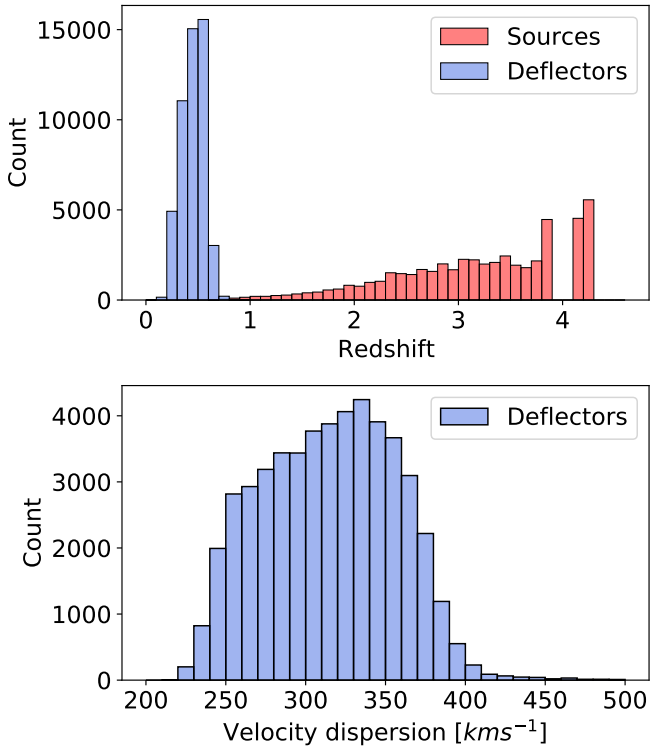 15000
10000
5000
0
Count
Sources
Deflectors
0 1 2 3 4
Redshift
4000
3000
2000
1000
0
Count
Deflectors
200 250 300 350 400 450 500
Velocity dispersion [kms⁻¹]